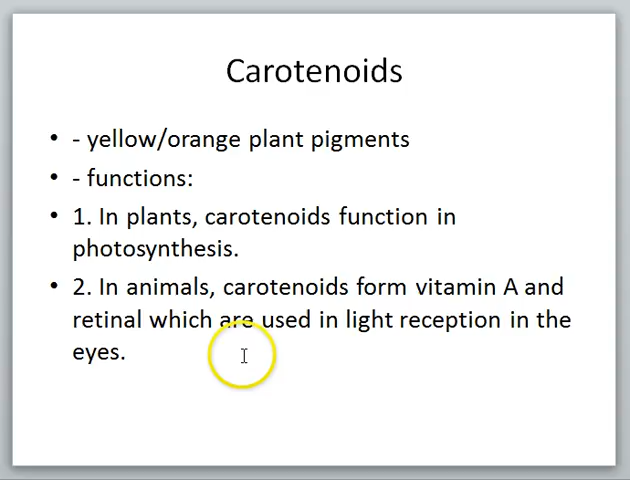 Carotenoids
• - yellow/orange plant pigments
• - functions:
• 1. In plants, carotenoids function in
photosynthesis.
• 2. In animals, carotenoids form vitamin A and
retinal which are used in light reception in the
eyes.